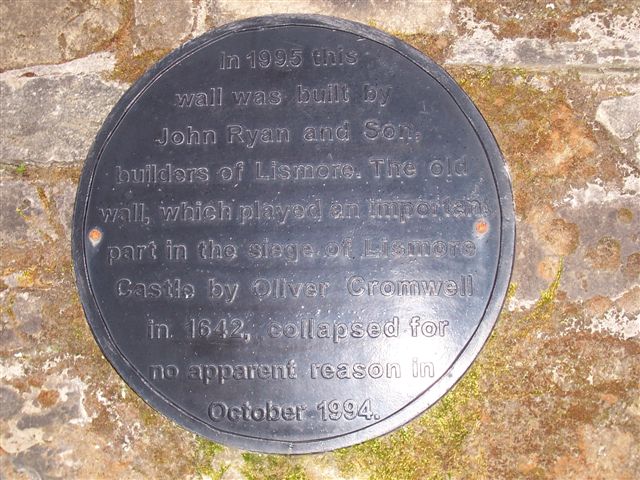 In 1995 this
wall was built by
John Ryan and Son,
builders of Lismore. The old
wall, which played an important
part in the siege of Lismore
Castle by Oliver Cromwell
in 1642, collapsed for
no apparent reason in
October 1994.